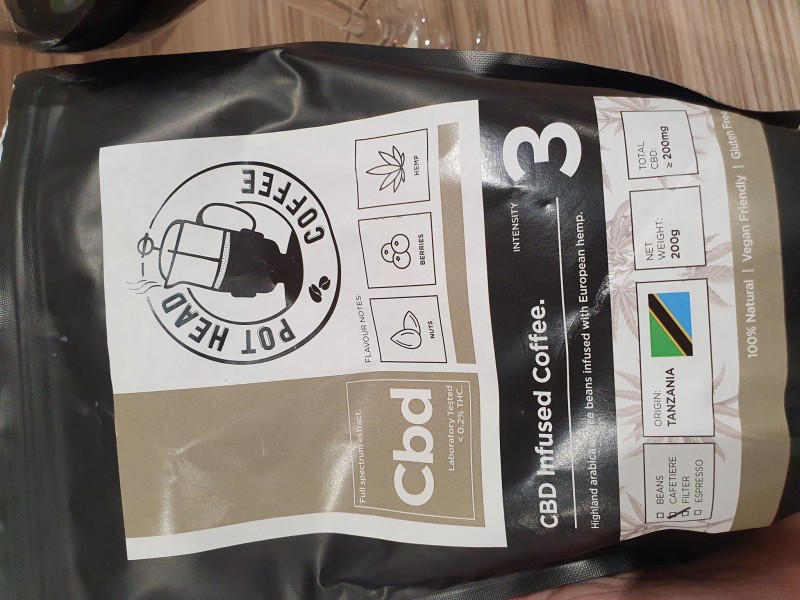 POT HEAD COFFEE
FLAVOUR NOTES
NUTS
BERRIES
HEMP
Full spectrum extract.
Cbd
Laboratory Tested
< 0.2% THC.
INTENSITY
3
CBD Infused Coffee.
Highland arabica beans infused with European hemp.
BEANS
CAFETIERE
FILTER
ESPRESSO
ORIGIN:
TANZANIA
NET
WEIGHT:
200g
TOTAL
CBD:
≥ 200mg
100% Natural | Vegan Friendly | Gluten Free